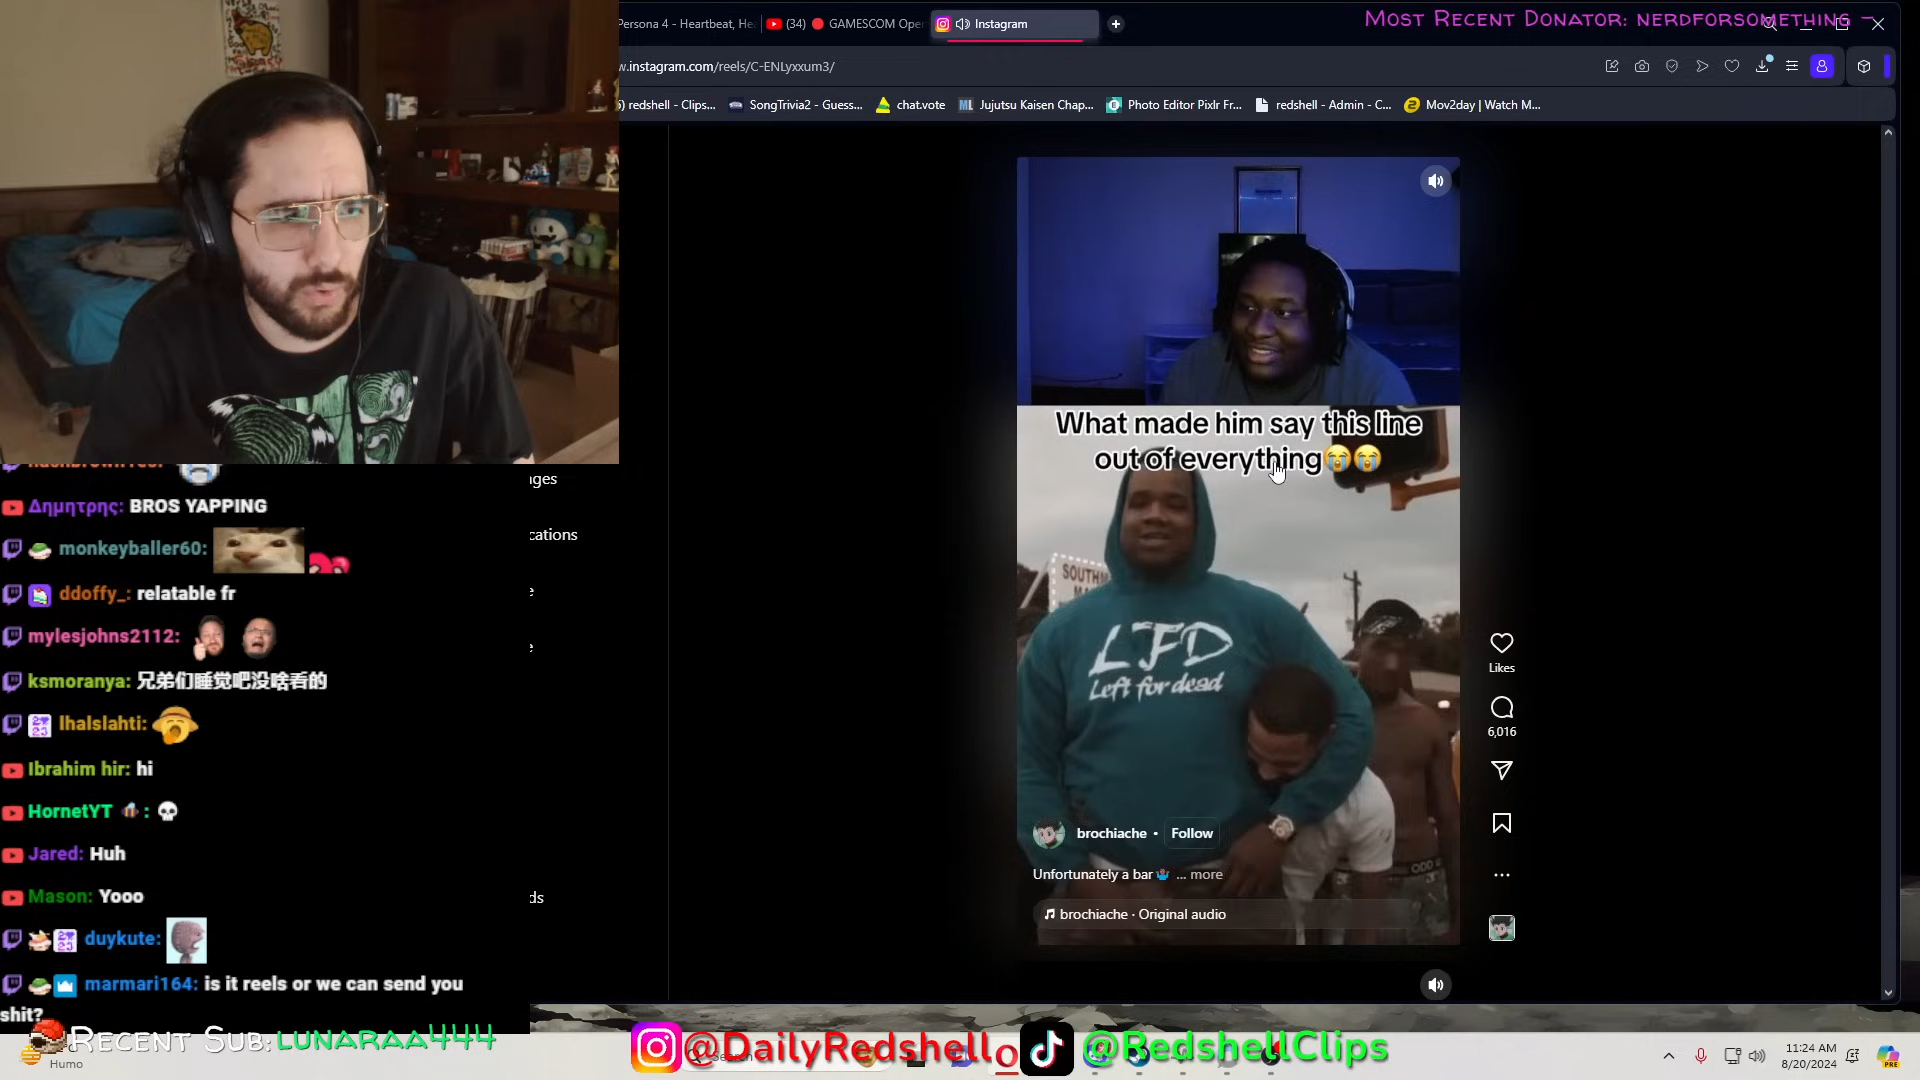 Persona 4 - Heartbeat, He
(34) 🔴 GAMESCOM Ope
Instagram
Most Recent Donator: nerdforsomething -
w.instagram.com/reels/C-ENLyxxum3/
) redshell - Clips...
SongTrivia2 - Guess...
chat.vote
ML Jujutsu Kaisen Chap...
Photo Editor Pixlr Fr...
redshell - Admin - C...
Mov2day | Watch M...
What made him say this line
out of everything😭😭
SOUTH
LFD
Left for dead
Likes
6,016
brochiache • Follow
Unfortunately a bar ... more
brochiache · Original audio
cations
ds
Δημητρης: BROS YAPPING
monkeyballer60:
ddoffy_: relatable fr
mylesjohns2112:
ksmoranya: 兄弟们睡觉吧没啥看的
lhalslahti:
Ibrahim hir: hi
HornetYT 🐝: 💀
Jared: Huh
Mason: Yooo
duykute:
marmari164: is it reels or we can send you
shit?
Recent Sub: lunaraa444
Humo
@DailyRedshell
@RedshellClips
11:24 AM
8/20/2024
PRE